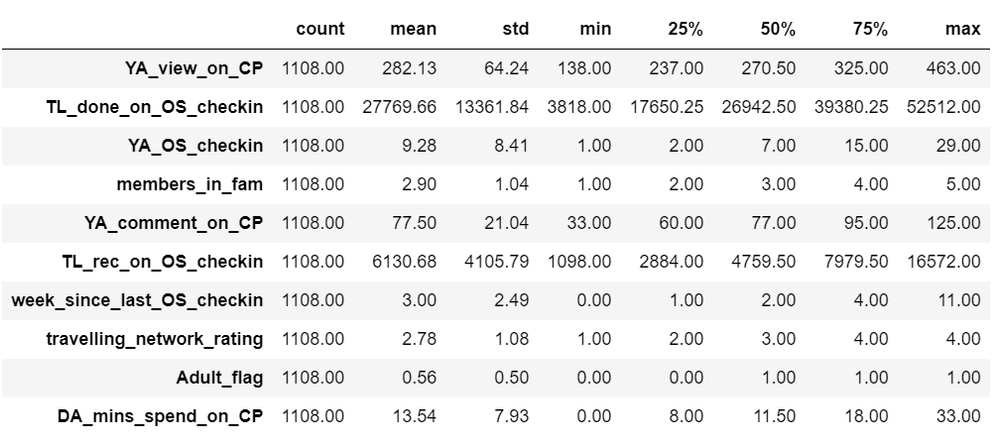 count mean std min 25% 50% 75% max
YA_view_on_CP 1108.00 282.13 64.24 138.00 237.00 270.50 325.00 463.00
TL_done_on_OS_checkin 1108.00 27769.66 13361.84 3818.00 17650.25 26942.50 39380.25 52512.00
YA_OS_checkin 1108.00 9.28 8.41 1.00 2.00 7.00 15.00 29.00
members_in_fam 1108.00 2.90 1.04 1.00 2.00 3.00 4.00 5.00
YA_comment_on_CP 1108.00 77.50 21.04 33.00 60.00 77.00 95.00 125.00
TL_rec_on_OS_checkin 1108.00 6130.68 4105.79 1098.00 2884.00 4759.50 7979.50 16572.00
week_since_last_OS_checkin 1108.00 3.00 2.49 0.00 1.00 2.00 4.00 11.00
travelling_network_rating 1108.00 2.78 1.08 1.00 2.00 3.00 4.00 4.00
Adult_flag 1108.00 0.56 0.50 0.00 0.00 1.00 1.00 1.00
DA_mins_spend_on_CP 1108.00 13.54 7.93 0.00 8.00 11.50 18.00 33.00